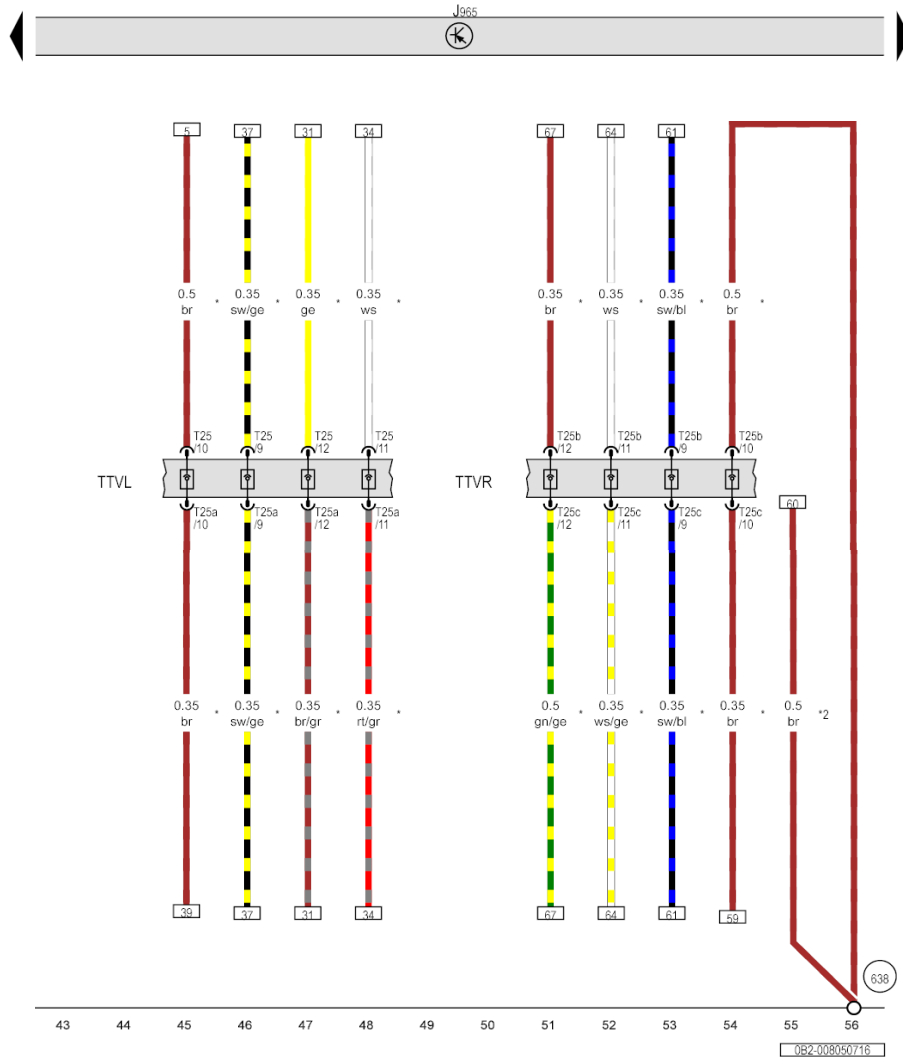 J965
5 37 31 34 67 64 61
0.5 0.35 0.35 0.35 0.35 0.35 0.35 0.5
br * sw/ge * ge * ws * br * ws * sw/bl * br *
T25 T25 T25 T25 T25b T25b T25b T25b
/10 /9 /12 /11 /12 /11 /9 /10
TTVL TTVR
60
T25a T25a T25a T25a T25c T25c T25c T25c
/10 /9 /12 /11 /12 /11 /9 /10
0.35 0.35 0.35 0.35 0.5 0.35 0.35 0.35 0.5
br * sw/ge * br/gr * rt/gr * gn/ge * ws/ge * sw/bl * br * br *2
39 37 31 34 67 64 61 59
638
43 44 45 46 47 48 49 50 51 52 53 54 55 56
0B2-008050716